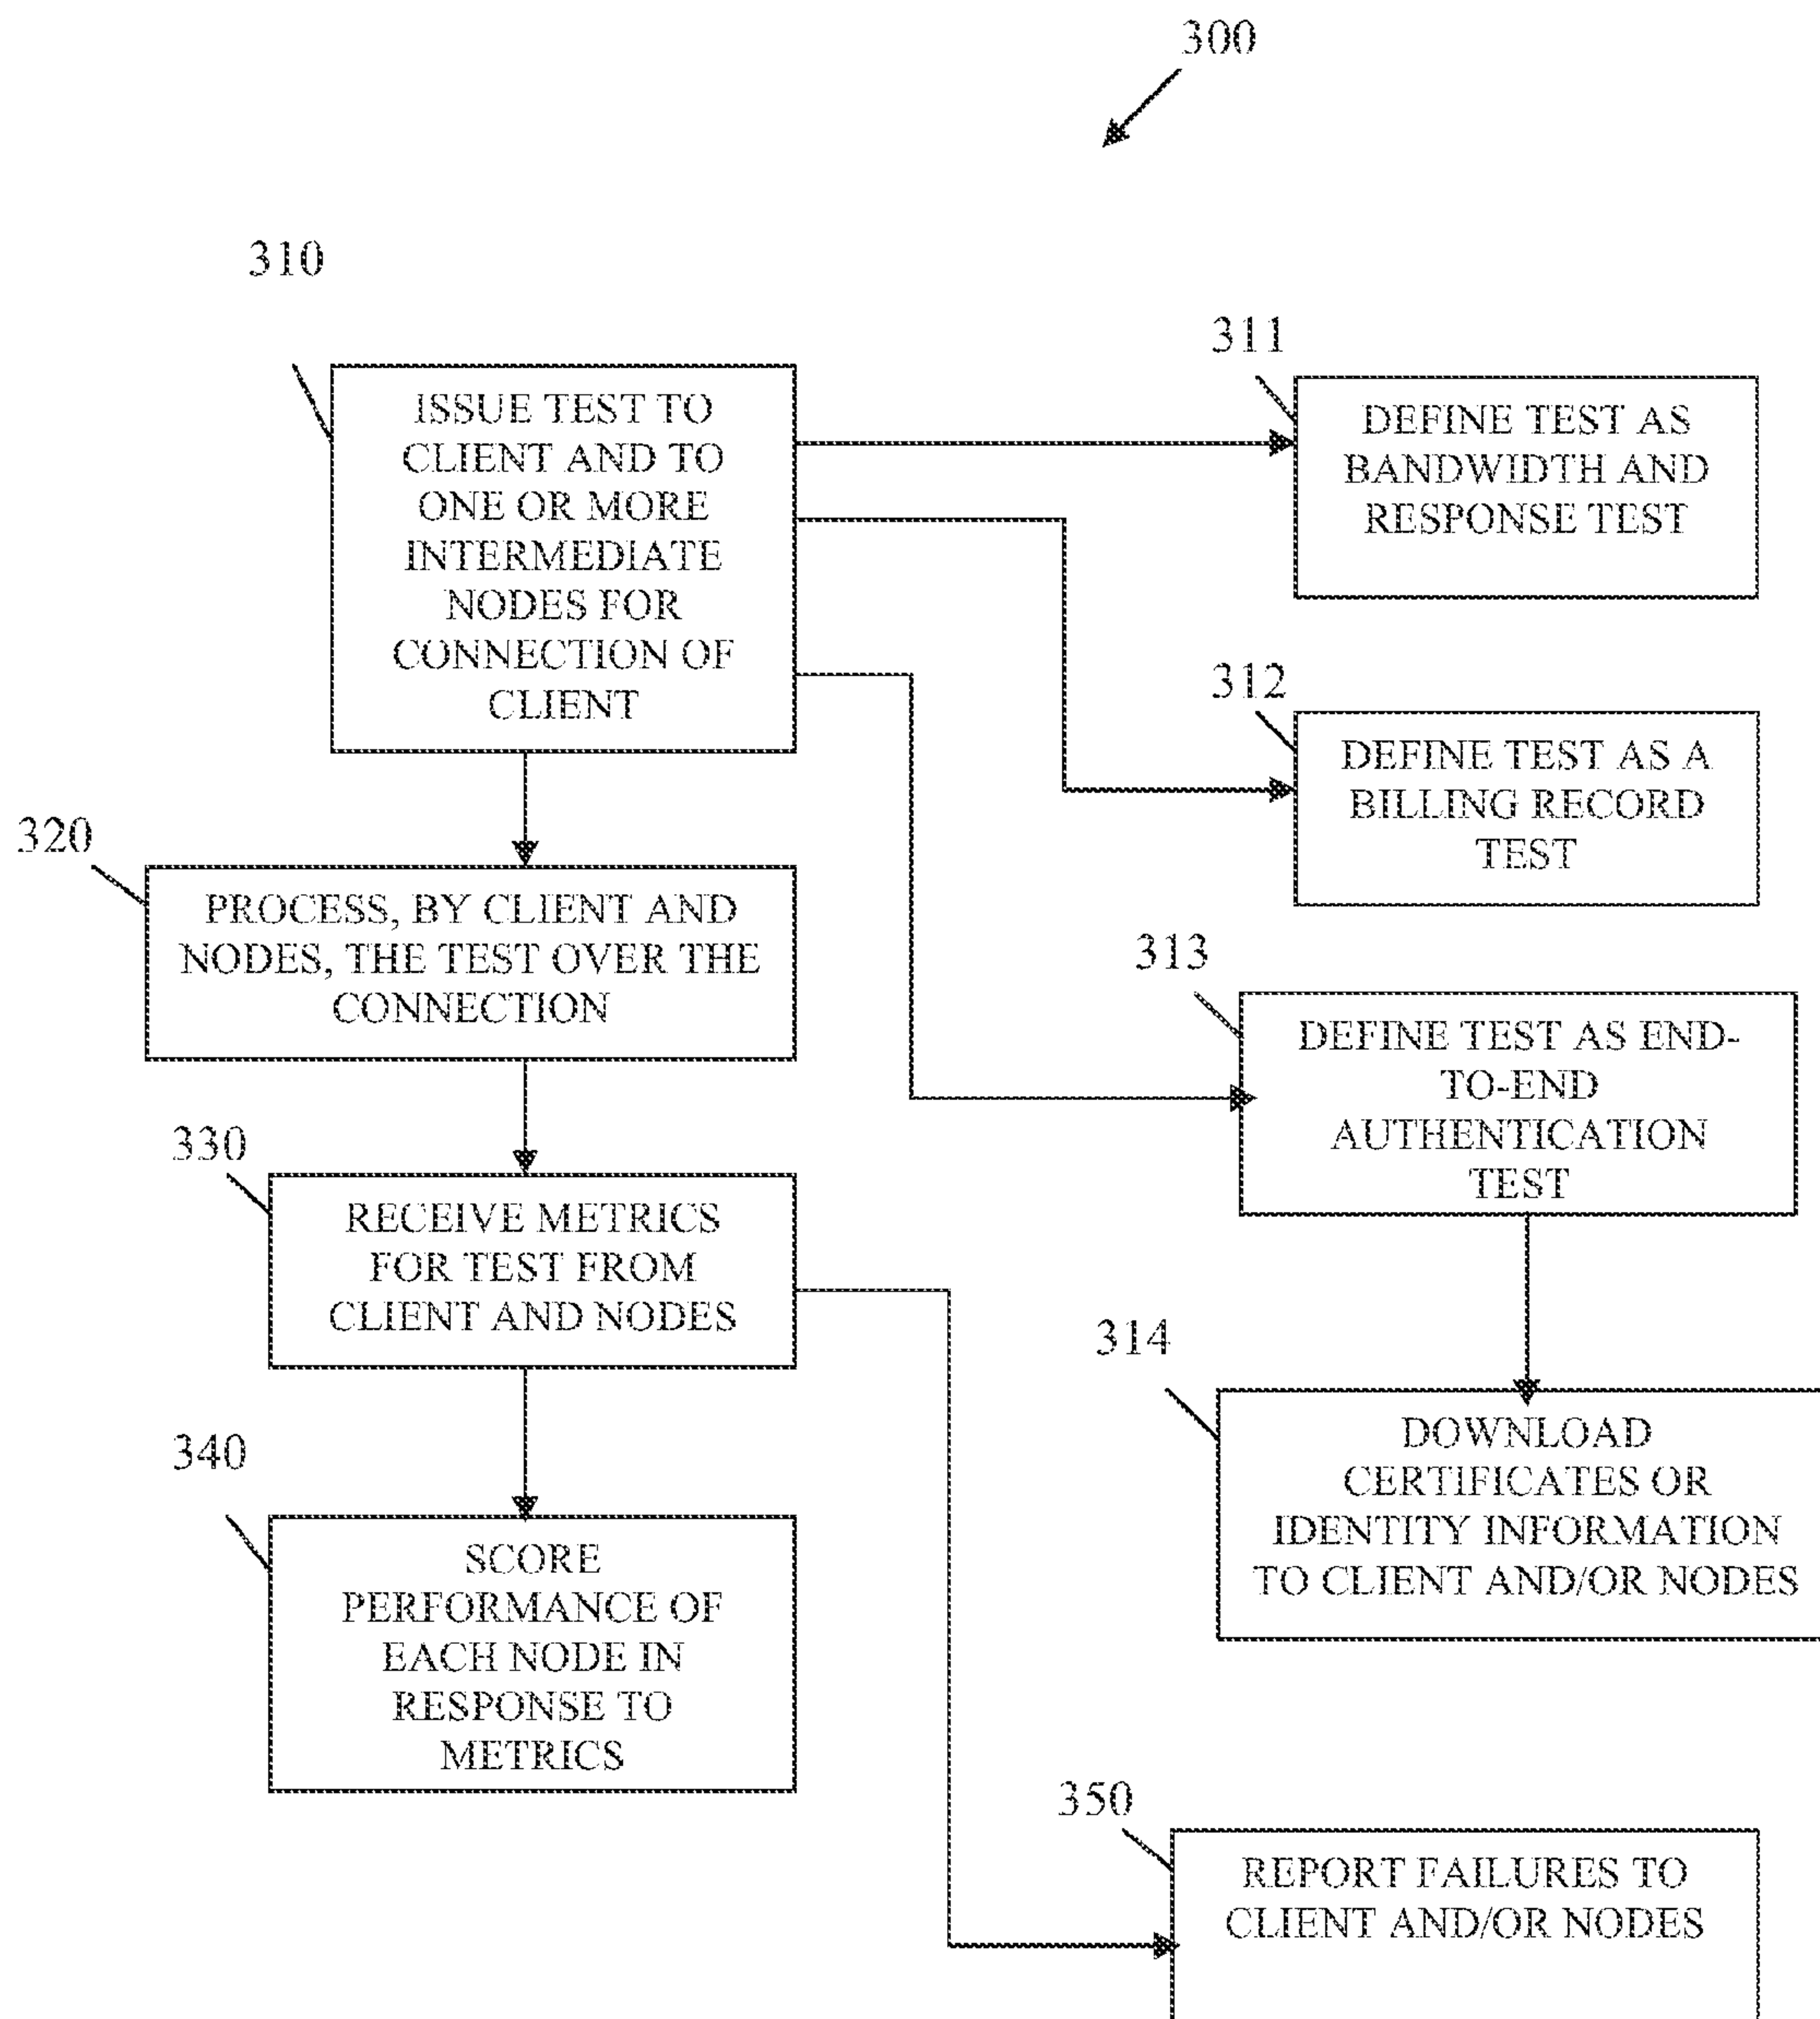 300
310
ISSUE TEST TO
CLIENT AND TO
ONE OR MORE
INTERMEDIATE
NODES FOR
CONNECTION OF
CLIENT
311
DEFINE TEST AS
BANDWIDTH AND
RESPONSE TEST
312
DEFINE TEST AS A
BILLING RECORD
TEST
320
PROCESS, BY CLIENT AND
NODES, THE TEST OVER THE
CONNECTION
313
DEFINE TEST AS END-
TO-END
AUTHENTICATION
TEST
330
RECEIVE METRICS
FOR TEST FROM
CLIENT AND NODES
314
DOWNLOAD
CERTIFICATES OR
IDENTITY INFORMATION
TO CLIENT AND/OR NODES
340
SCORE
PERFORMANCE OF
EACH NODE IN
RESPONSE TO
METRICS
350
REPORT FAILURES TO
CLIENT AND/OR NODES